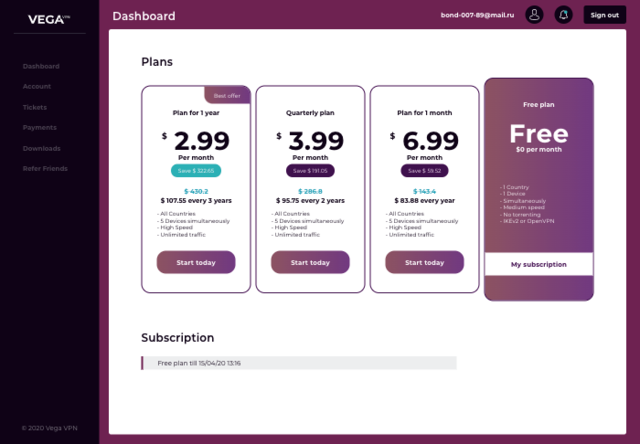 VEGA VPN
Dashboard
bond-007-89@mail.ru
Sign out
Dashboard
Account
Tickets
Payments
Downloads
Refer Friends
© 2020 Vega VPN
Plans
Best offer
Plan for 1 year
$ 2.99
Per month
Save $ 322.65
$ 430.2
$ 107.55 every 3 years
- All Countries
- 5 Devices simultaneously
- High Speed
- Unlimited traffic
Start today
Quarterly plan
$ 3.99
Per month
Save $ 191.05
$ 286.8
$ 95.75 every 2 years
- All Countries
- 5 Devices simultaneously
- High Speed
- Unlimited traffic
Start today
Plan for 1 month
$ 6.99
Per month
Save $ 59.52
$ 143.4
$ 83.88 every year
- All Countries
- 5 Devices simultaneously
- High Speed
- Unlimited traffic
Start today
Free plan
Free
$0 per month
- 1 Country
- 1 Device
- Simultaneously
- Medium speed
- No torrenting
- IKEv2 or OpenVPN
My subscription
Subscription
Free plan till 15/04/20 13:16